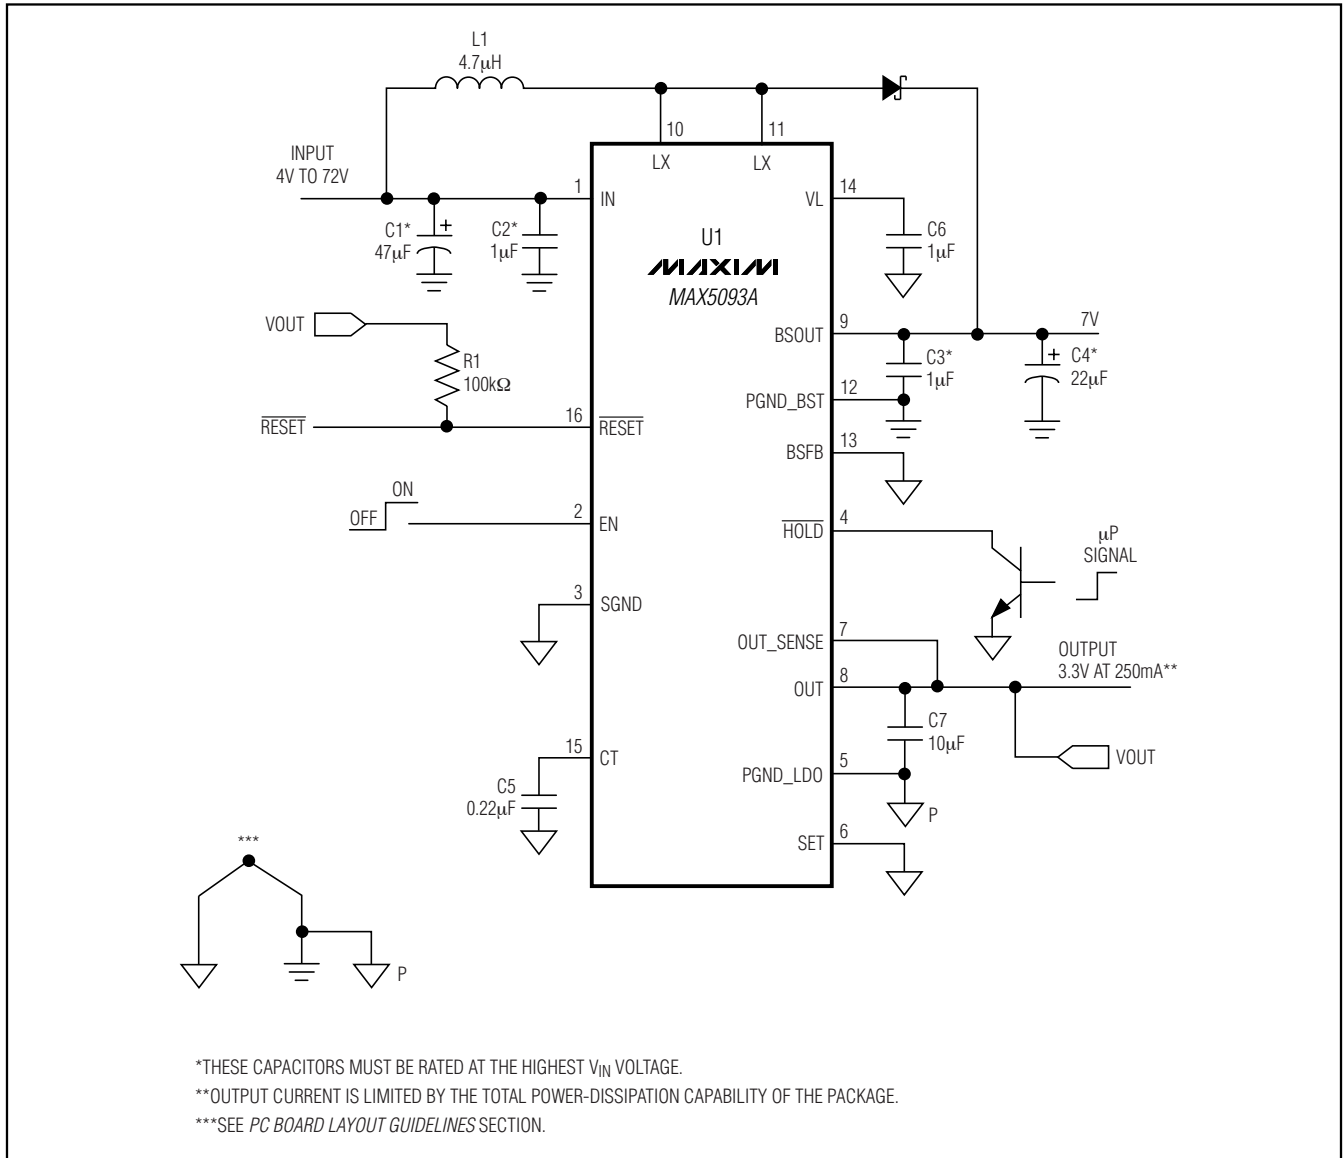 L1
4.7µH
10
11
LX
LX
INPUT
4V TO 72V
1
IN
VL
14
C1*
47µF
+
C2*
1µF
C6
1µF
U1
MAXIM
MAX5093A
VOUT
R1
100kΩ
BSOUT
9
7V
C3*
1µF
+
C4*
22µF
PGND_BST
12
RESET
16
RESET
BSFB
13
ON
OFF
2
EN
HOLD
4
µP
SIGNAL
3
SGND
OUT_SENSE
7
OUTPUT
3.3V AT 250mA**
OUT
8
C7
10µF
VOUT
15
CT
C5
0.22µF
PGND_LDO
5
P
SET
6
***
P
*THESE CAPACITORS MUST BE RATED AT THE HIGHEST VIN VOLTAGE.
**OUTPUT CURRENT IS LIMITED BY THE TOTAL POWER-DISSIPATION CAPABILITY OF THE PACKAGE.
***SEE PC BOARD LAYOUT GUIDELINES SECTION.